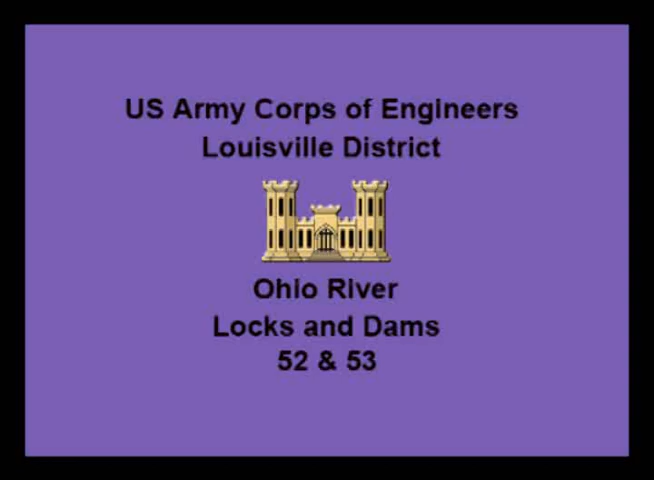 US Army Corps of Engineers
Louisville District
Ohio River
Locks and Dams
52 & 53